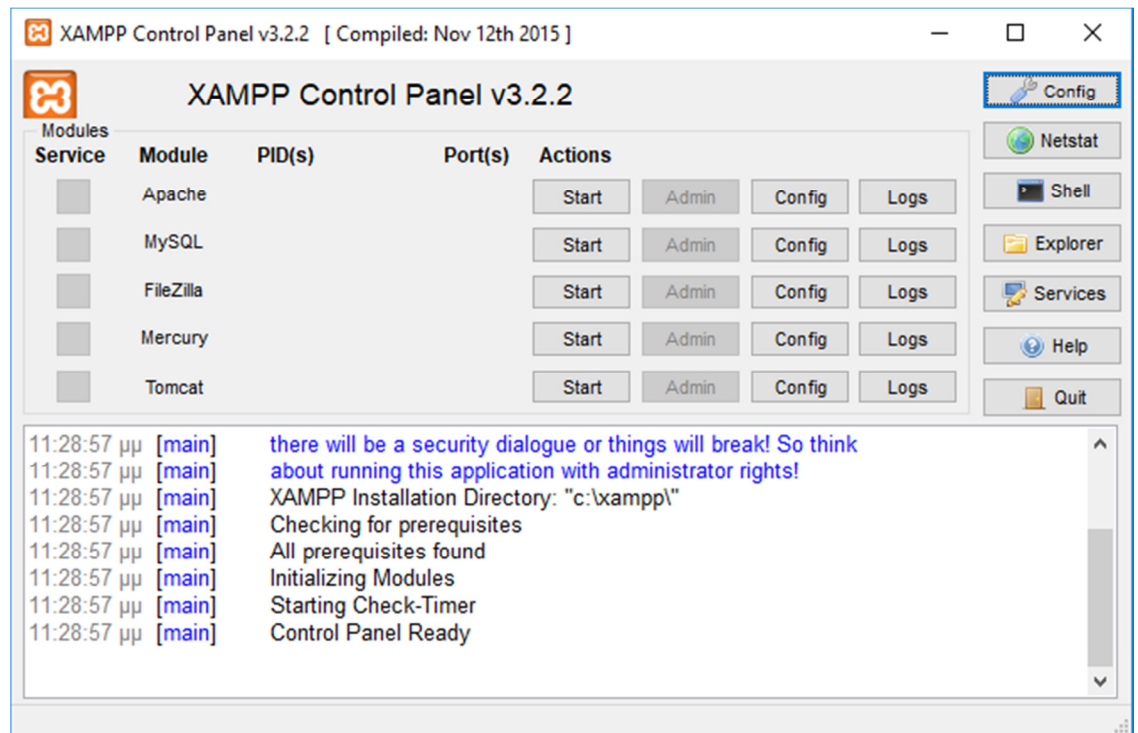 XAMPP Control Panel v3.2.2 [ Compiled: Nov 12th 2015 ]
XAMPP Control Panel v3.2.2
Config
Modules
Service Module PID(s) Port(s) Actions
Netstat
Apache Start Admin Config Logs
Shell
MySQL Start Admin Config Logs
Explorer
FileZilla Start Admin Config Logs
Services
Mercury Start Admin Config Logs
Help
Tomcat Start Admin Config Logs
Quit
11:28:57 μμ [main] there will be a security dialogue or things will break! So think
11:28:57 μμ [main] about running this application with administrator rights!
11:28:57 μμ [main] XAMPP Installation Directory: "c:\xampp\"
11:28:57 μμ [main] Checking for prerequisites
11:28:57 μμ [main] All prerequisites found
11:28:57 μμ [main] Initializing Modules
11:28:57 μμ [main] Starting Check-Timer
11:28:57 μμ [main] Control Panel Ready